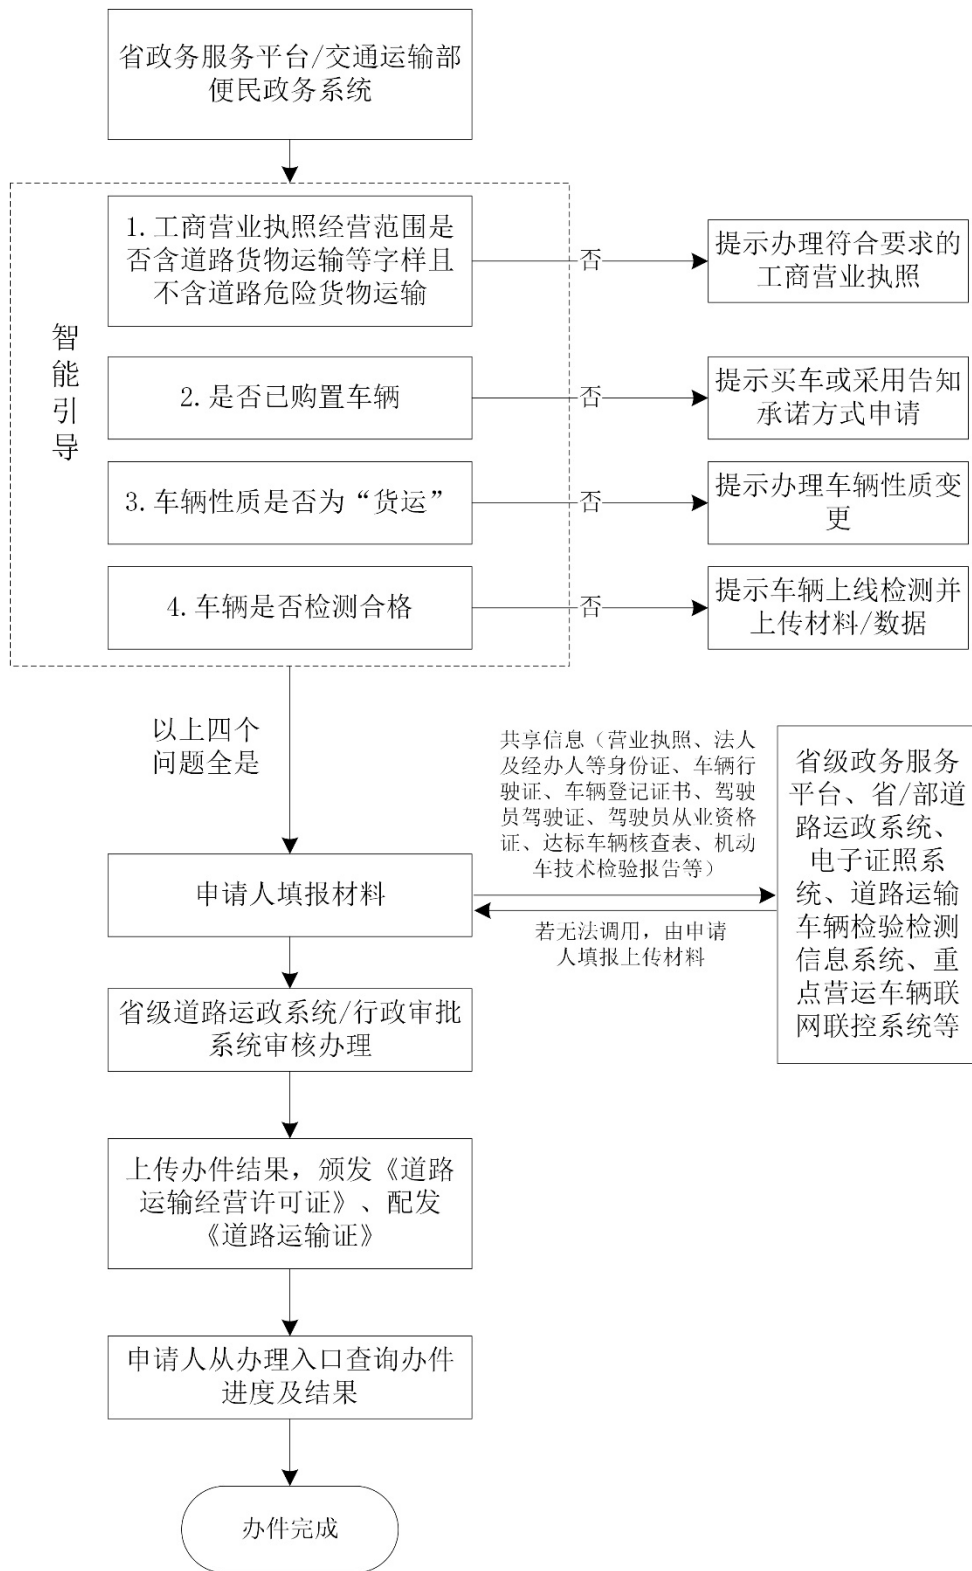 省政务服务平台/交通运输部
便民政务系统
智
能
引
导
1.工商营业执照经营范围是
否含道路货物运输等字样且
不含道路危险货物运输
否
提示办理符合要求的
工商营业执照
2.是否已购置车辆
否
提示买车或采用告知
承诺方式申请
3.车辆性质是否为“货运”
否
提示办理车辆性质变
更
4.车辆是否检测合格
否
提示车辆上线检测并
上传材料/数据
以上四个
问题全是
共享信息（营业执照、法人
及经办人等身份证、车辆行
驶证、车辆登记证书、驾驶
员驾驶证、驾驶员从业资格
证、达标车辆核查表、机动
车技术检验报告等）
省级政务服务
平台、省/部道
路运政系统、
电子证照系
统、道路运输
车辆检验检测
信息系统、重
点营运车辆联
网联控系统等
申请人填报材料
若无法调用，由申请
人填报上传材料
省级道路运政系统/行政审批
系统审核办理
上传办件结果，颁发《道路
运输经营许可证》、配发
《道路运输证》
申请人从办理入口查询办件
进度及结果
办件完成